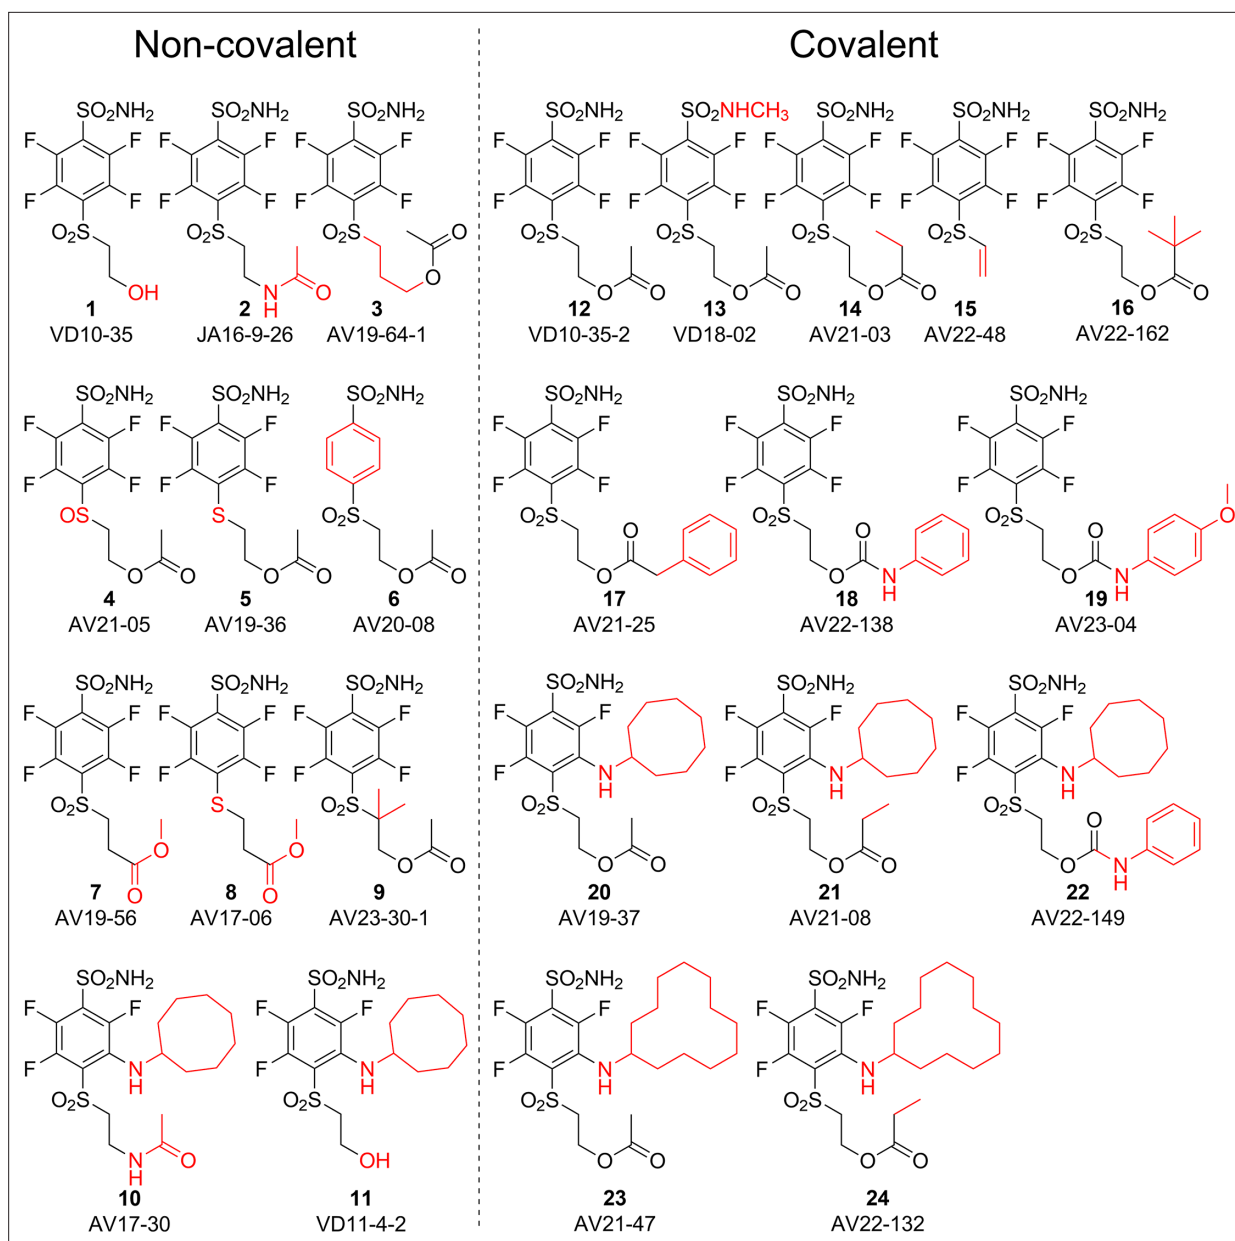 Non-covalent Covalent
SO2NH2 SO2NH2 SO2NH2 SO2NH2 SO2NHCH3 SO2NH2 SO2NH2 SO2NH2
F F F F F F F F F F F F F F F F
F F F F F F F F F F F F F F F F
O2S O2S O2S O2S O2S O2S O2S O2S
OH N H O O O O O O O O O O O
1 2 3 12 13 14 15 16
VD10-35 JA16-9-26 AV19-64-1 VD10-35-2 VD18-02 AV21-03 AV22-48 AV22-162
SO2NH2 SO2NH2 SO2NH2 SO2NH2 SO2NH2 SO2NH2
F F F F F F F F F F
F F F F F F F F F F
OS S O2S O2S O2S O2S
O O O O O O O O O O N H O O N H O
4 5 6 17 18 19
AV21-05 AV19-36 AV20-08 AV21-25 AV22-138 AV23-04
SO2NH2 SO2NH2 SO2NH2 SO2NH2 SO2NH2 SO2NH2
F F F F F F F F F F F F
F F F F F F F N H F N H F N H
O2S S O2S O2S O2S O2S
O O O O O O O O O O O O N H
7 8 9 20 21 22
AV19-56 AV17-06 AV23-30-1 AV19-37 AV21-08 AV22-149
SO2NH2 SO2NH2 SO2NH2 SO2NH2
F F F F F F F F
F N H F N H F N H F N H
O2S O2S O2S O2S
N H O OH O O O O
10 11 23 24
AV17-30 VD11-4-2 AV21-47 AV22-132